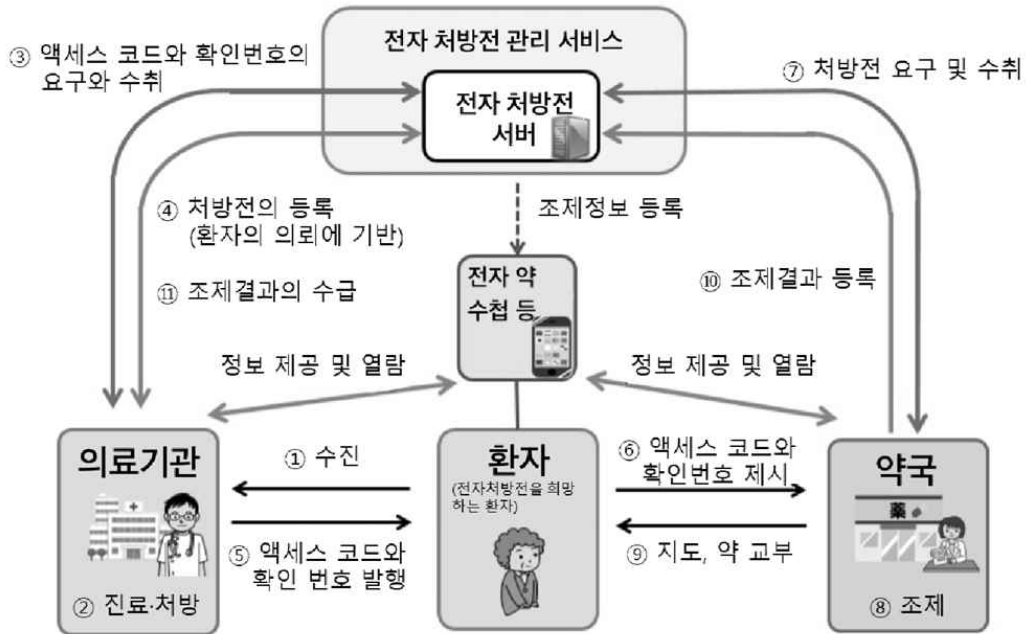 전자 처방전 관리 서비스
전자 처방전
서버
③ 액세스 코드와 확인번호의
요구와 수취
⑦ 처방전 요구 및 수취
④ 처방전의 등록
(환자의 의뢰에 기반)
조제정보 등록
⑪ 조제결과의 수급
⑩ 조제결과 등록
전자 약
수첩 등
정보 제공 및 열람
정보 제공 및 열람
의료기관
② 진료·처방
① 수진
⑤ 액세스 코드와
확인 번호 발행
환자
(전자처방전을 희망
하는 환자)
⑥ 액세스 코드와
확인번호 제시
⑨ 지도, 약 교부
약국
薬
⑧ 조제